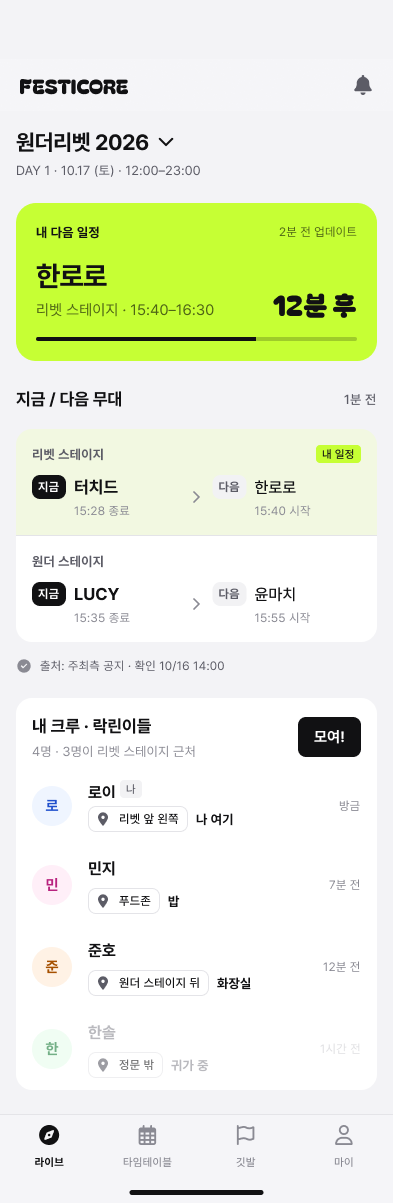 FESTICORE
원더리벳 2026
DAY 1 · 10.17 (토) · 12:00–23:00
내 다음 일정
2분 전 업데이트
한로로
리벳 스테이지 · 15:40–16:30
12분 후
지금 / 다음 무대
1분 전
리벳 스테이지
내 일정
지금 터치드
다음 한로로
15:28 종료
15:40 시작
원더 스테이지
지금 LUCY
다음 윤마치
15:35 종료
15:55 시작
출처: 주최측 공지 · 확인 10/16 14:00
내 크루 · 락린이들
4명 · 3명이 리벳 스테이지 근처
모여!
로
로이 나
리벳 앞 왼쪽 나 여기
방금
민
민지
푸드존 밥
7분 전
준
준호
원더 스테이지 뒤 화장실
12분 전
한
한솔
정문 밖 귀가 중
1시간 전
라이브
타임테이블
깃발
마이